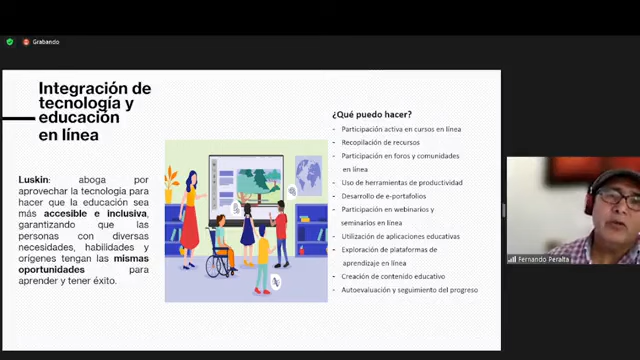 Grabando
Integración de
tecnología y
educación
en línea
Luskin: aboga por
aprovechar la tecnología para
hacer que la educación sea
más accesible e inclusiva,
garantizando que las
personas con diversas
necesidades, habilidades y
orígenes tengan las mismas
oportunidades para
aprender y tener éxito.
¿Qué puedo hacer?
- Participación activa en cursos en línea
- Recopilación de recursos
- Participación en foros y comunidades
en línea
- Uso de herramientas de productividad
- Desarrollo de e-portafolios
- Participación en webinarios y
seminarios en línea
- Utilización de aplicaciones educativas
- Exploración de plataformas de
aprendizaje en línea
- Creación de contenido educativo
- Autoevaluación y seguimiento del progreso
Fernando Peralta